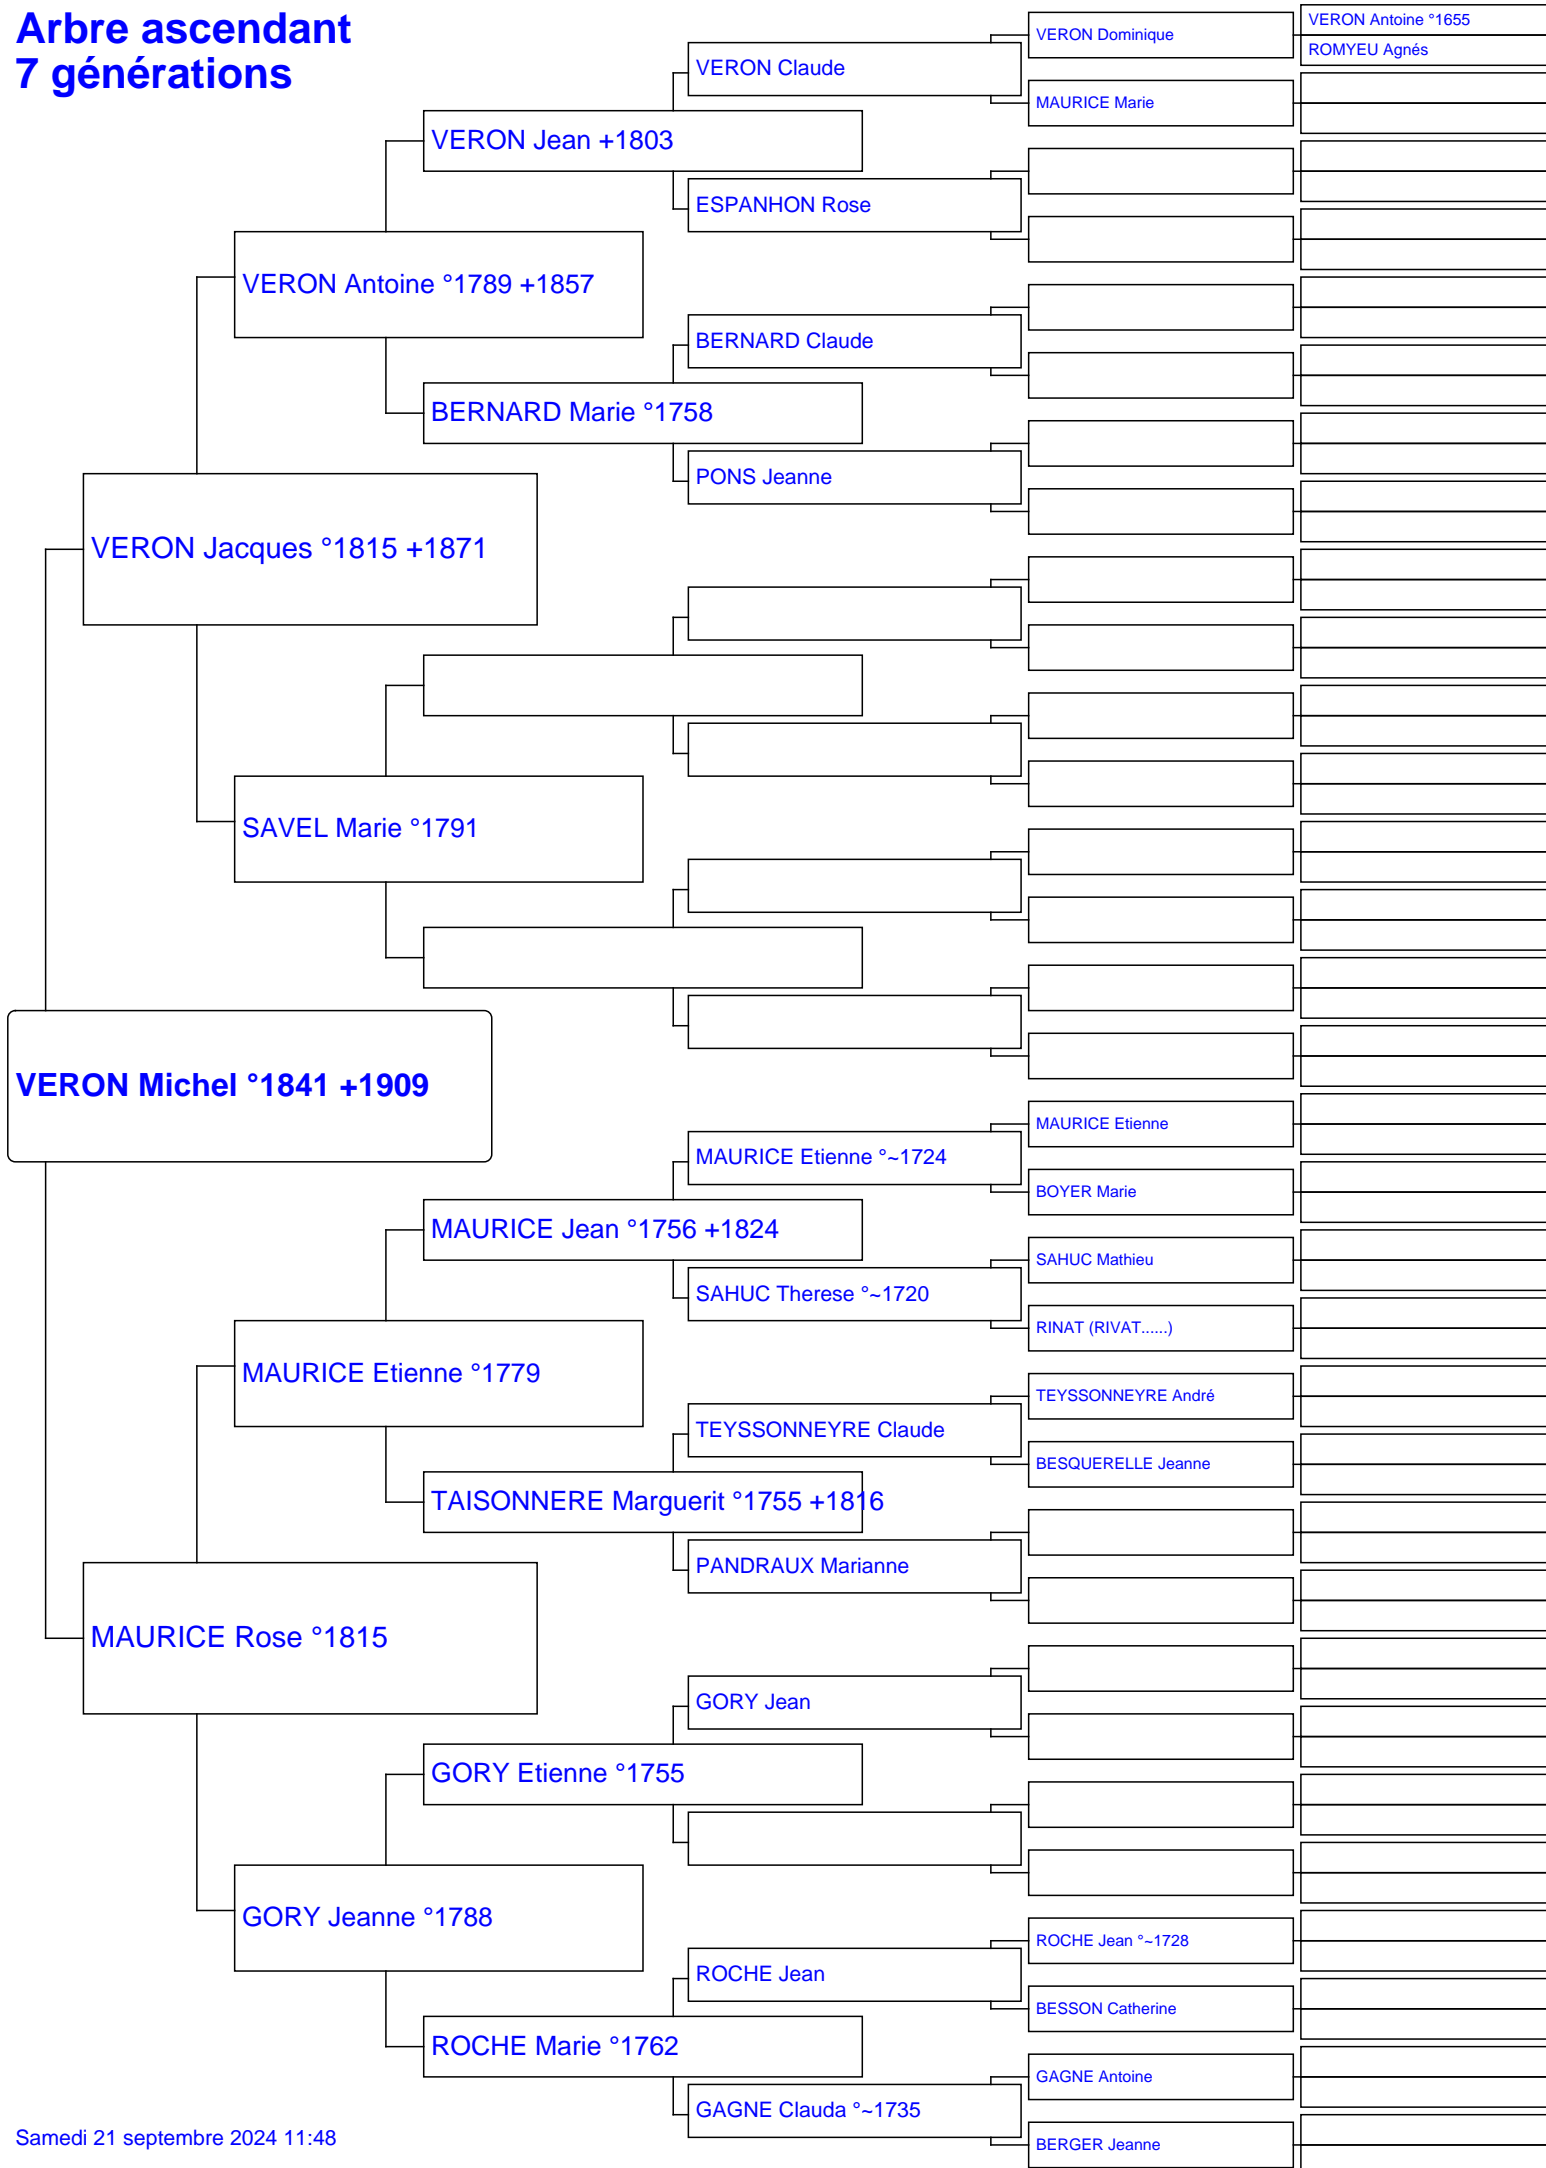 Arbre ascendant
7 générations
VERON Antoine °1655
VERON Dominique
ROMYEU Agnés
VERON Claude
MAURICE Marie
VERON Jean +1803
ESPANHON Rose
VERON Antoine °1789 +1857
BERNARD Claude
BERNARD Marie °1758
PONS Jeanne
VERON Jacques °1815 +1871
SAVEL Marie °1791
VERON Michel °1841 +1909
MAURICE Etienne
MAURICE Etienne °~1724
BOYER Marie
MAURICE Jean °1756 +1824
SAHUC Mathieu
SAHUC Therese °~1720
RINAT (RIVAT......)
MAURICE Etienne °1779
TEYSSONNEYRE André
TEYSSONNEYRE Claude
BESQUERELLE Jeanne
TAISONNERE Marguerit °1755 +1816
PANDRAUX Marianne
MAURICE Rose °1815
GORY Jean
GORY Etienne °1755
GORY Jeanne °1788
ROCHE Jean °~1728
ROCHE Jean
BESSON Catherine
ROCHE Marie °1762
GAGNE Antoine
GAGNE Clauda °~1735
BERGER Jeanne
Samedi 21 septembre 2024 11:48